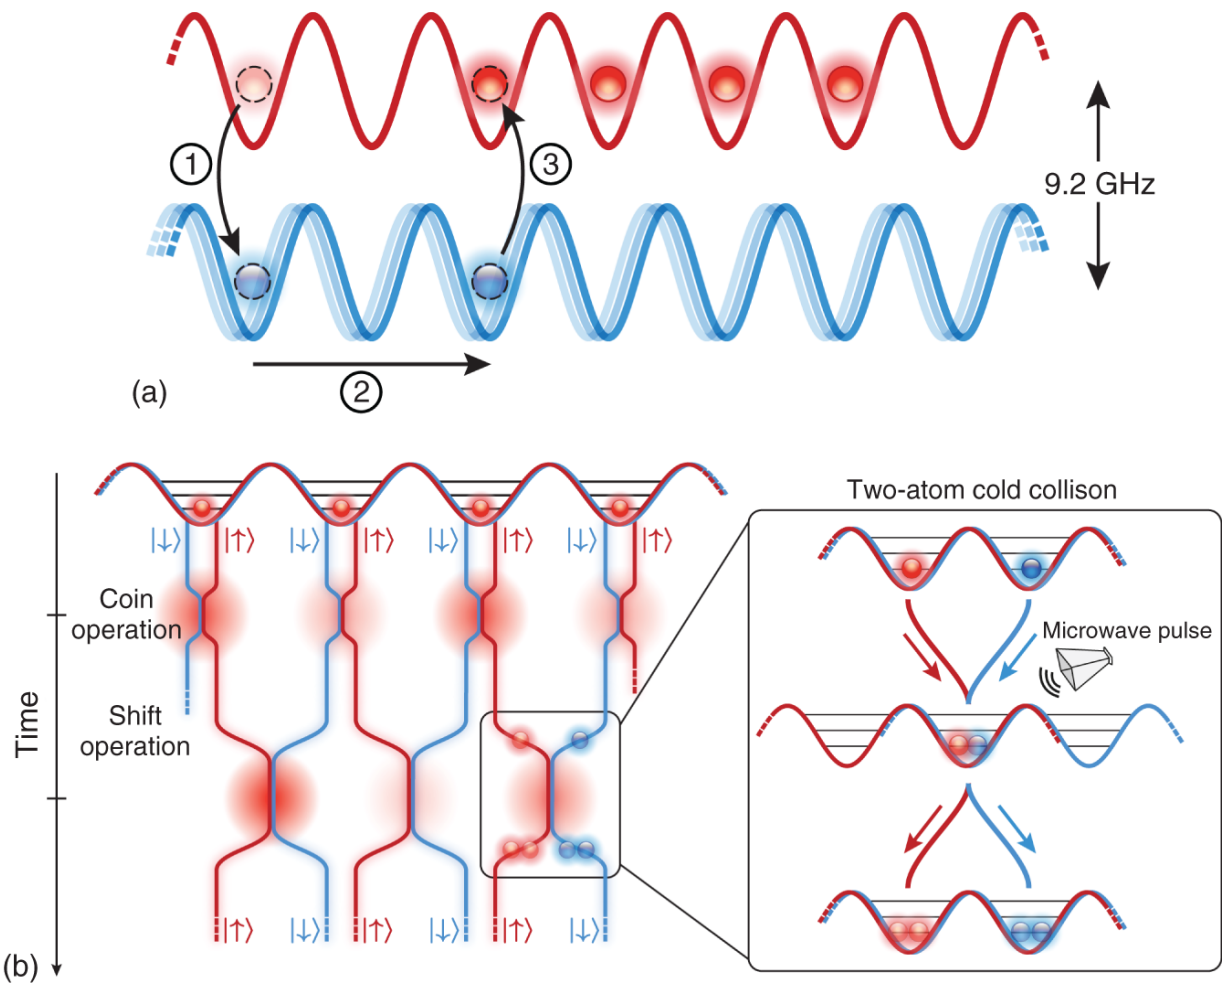 ①
③
9.2 GHz
②
(a)
|↓⟩ |↑⟩ |↓⟩ |↑⟩ |↓⟩ |↑⟩ |↓⟩ |↑⟩
Coin
operation
Shift
operation
Time
|↑⟩ |↓⟩ |↑⟩ |↓⟩ |↑⟩ |↓⟩
(b)
Two-atom cold collison
Microwave pulse